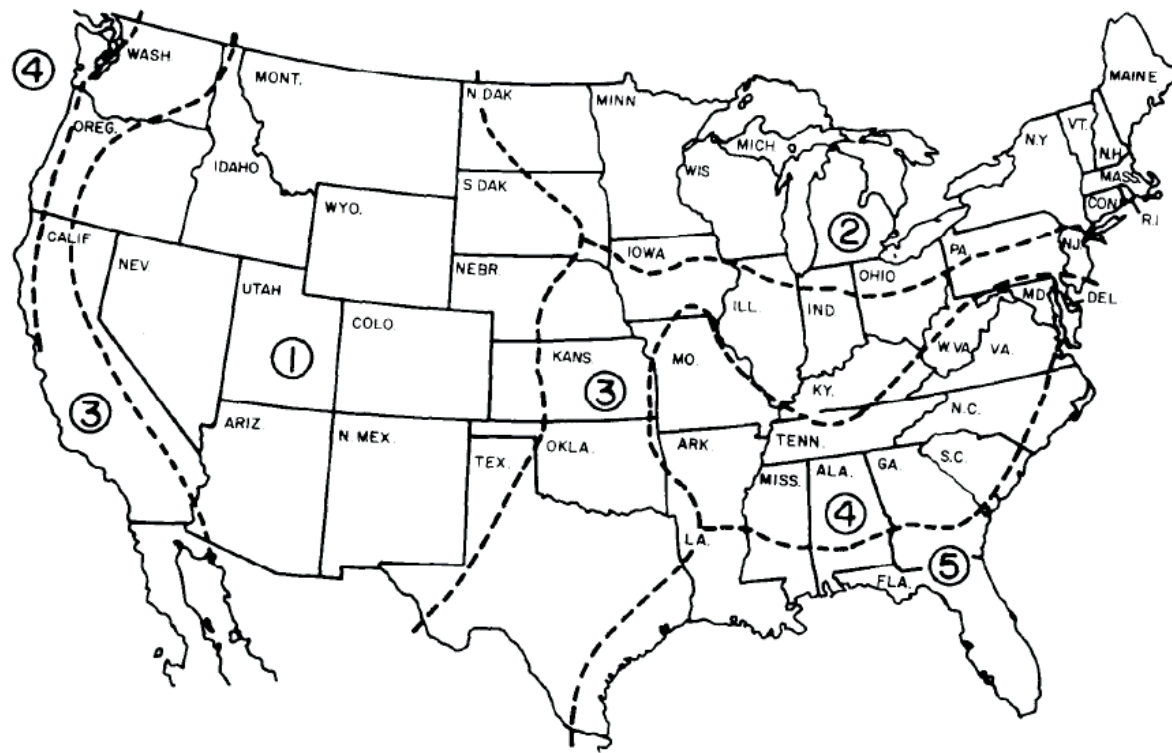 ④
WASH.
MONT.
N. DAK
MINN
MAINE
OREG.
IDAHO
S. DAK
WIS
MICH
N.Y
VT.
N.H
MASS.
CON.
R.I
WYO.
②
CALIF
NEV.
UTAH
NEBR
IOWA
ILL.
IND.
OHIO
PA
N.J.
MD
DEL.
①
COLO.
KANS
③
MO.
KY.
W.VA.
VA.
③
ARIZ
N. MEX.
TEX.
OKLA.
ARK.
TENN.
N.C.
S.C.
MISS.
ALA.
GA.
④
LA.
⑤
FLA.